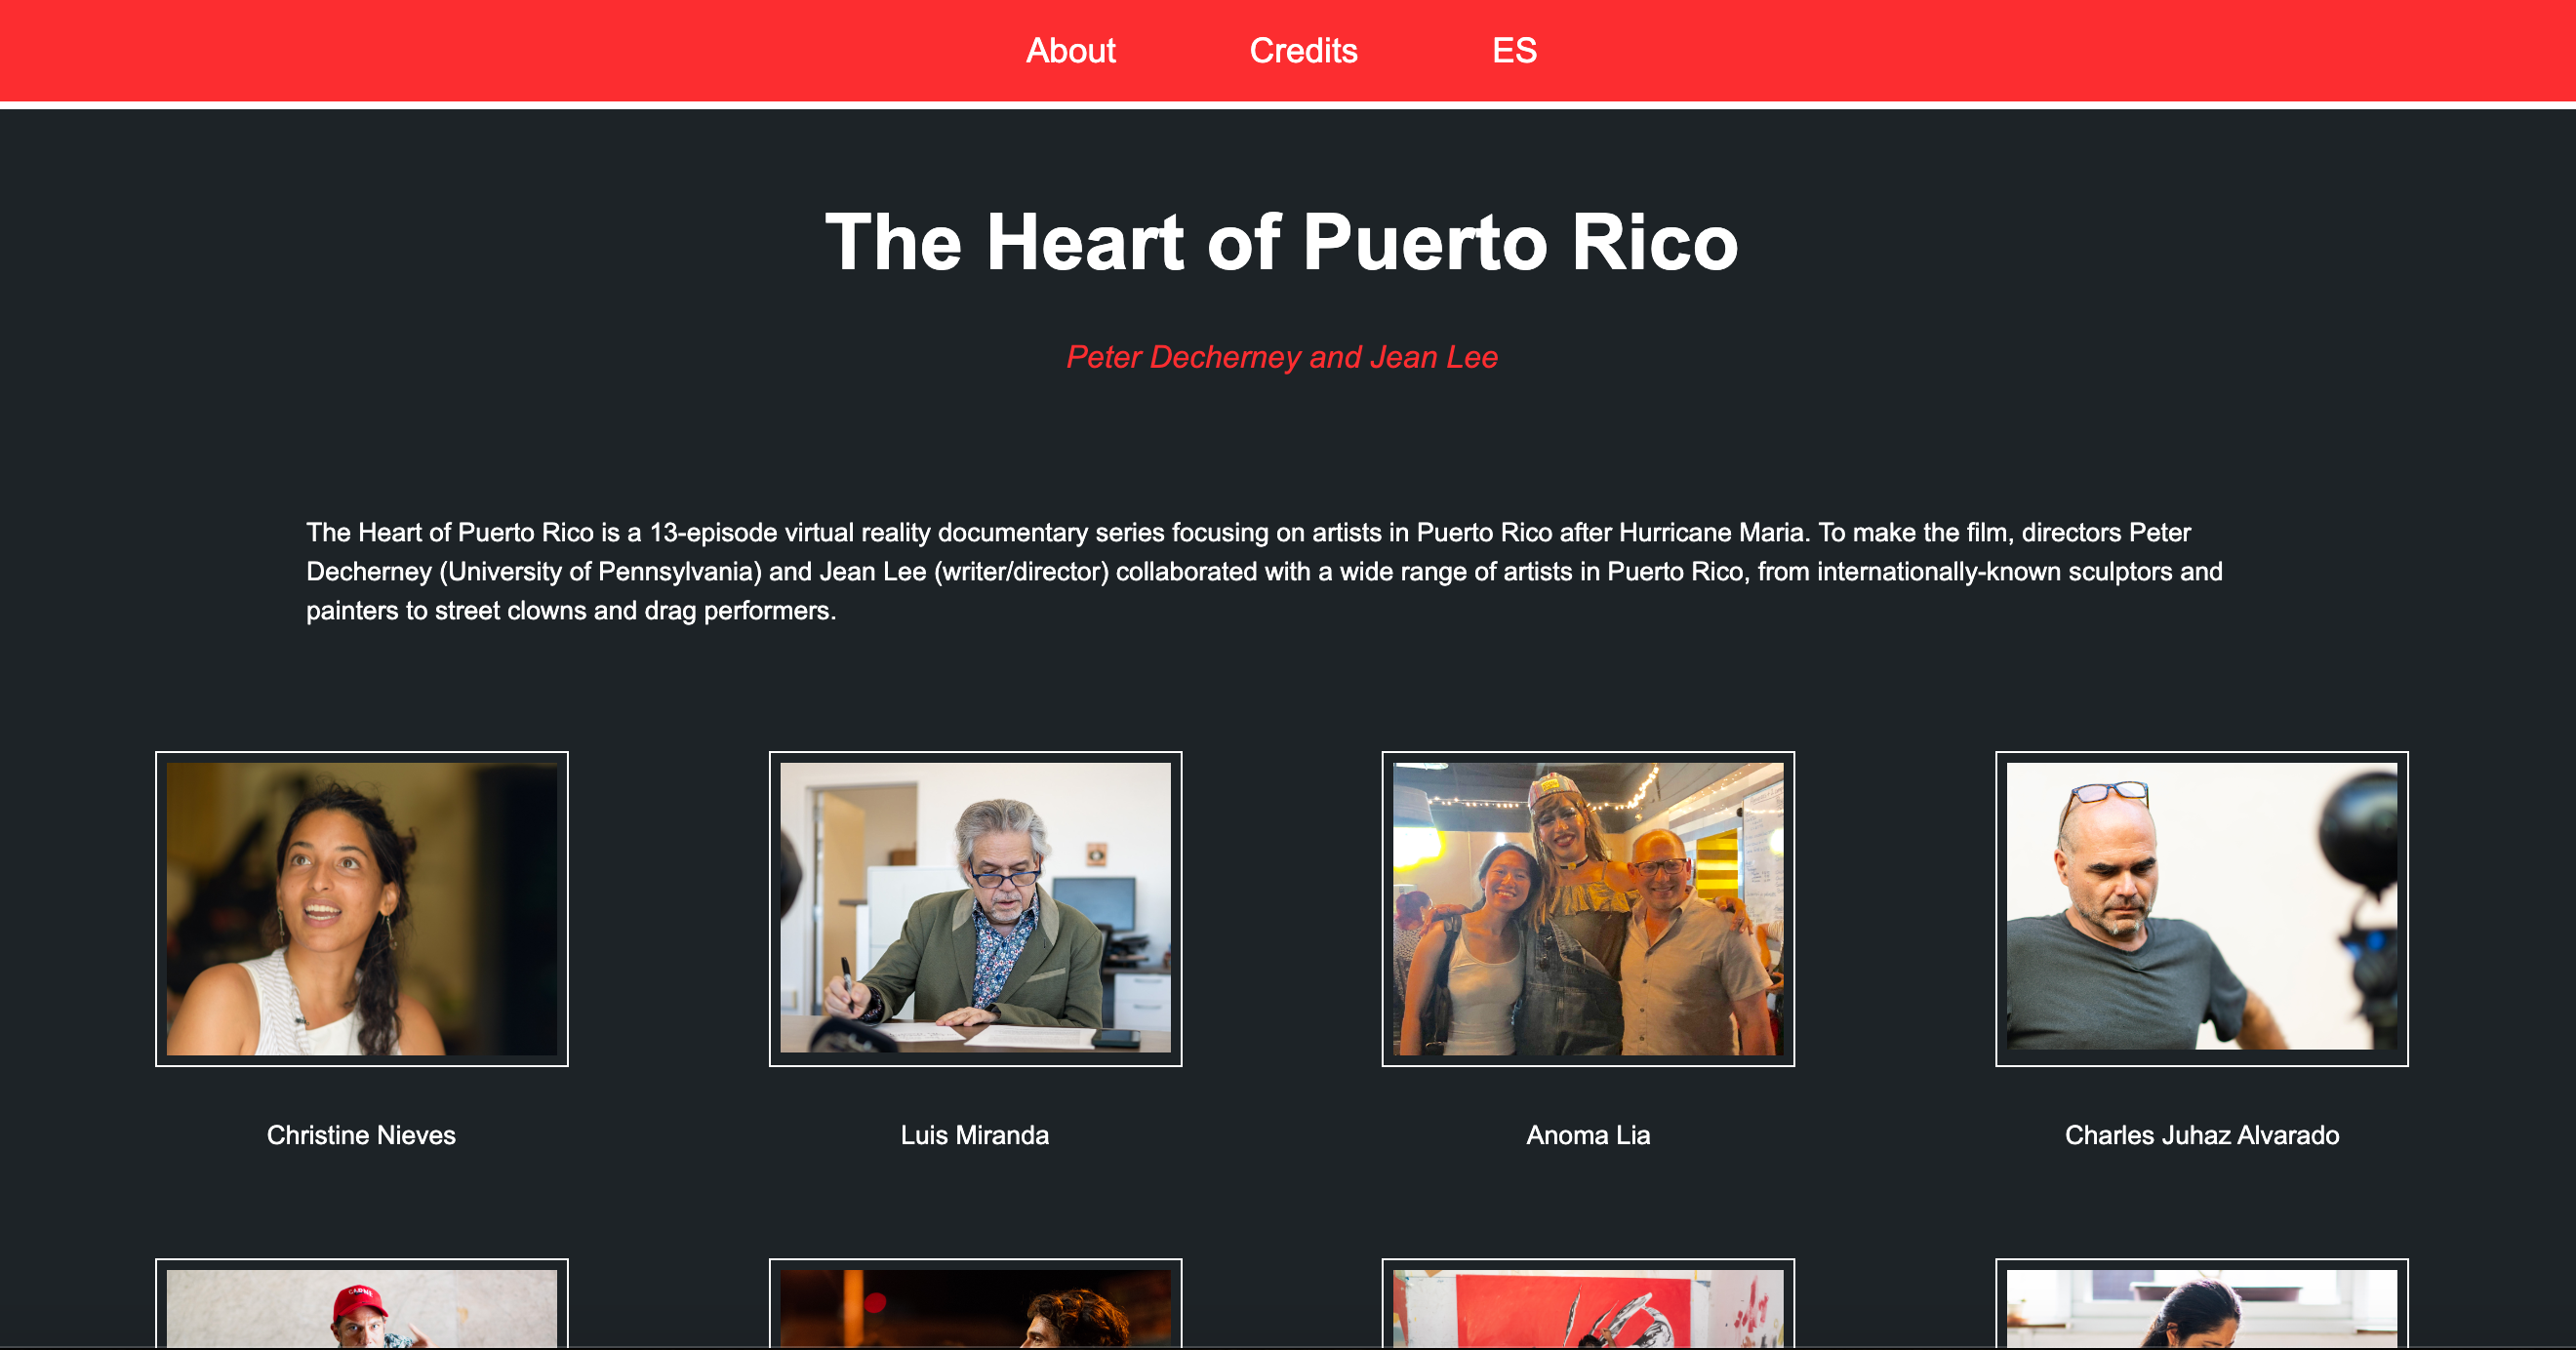 About Credits ES
The Heart of Puerto Rico
Peter Decherney and Jean Lee
The Heart of Puerto Rico is a 13-episode virtual reality documentary series focusing on artists in Puerto Rico after Hurricane Maria. To make the film, directors Peter
Decherney (University of Pennsylvania) and Jean Lee (writer/director) collaborated with a wide range of artists in Puerto Rico, from internationally-known sculptors and
painters to street clowns and drag performers.
Christine Nieves
Luis Miranda
Anoma Lia
Charles Juhaz Alvarado